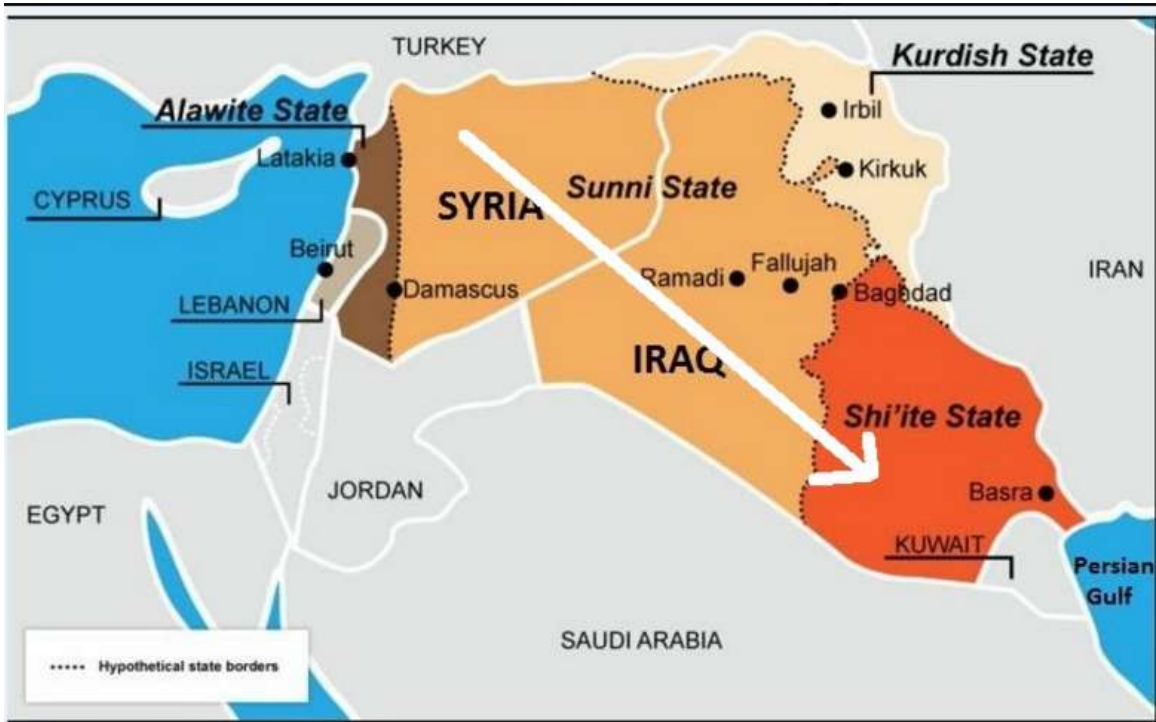 TURKEY
Kurdish State
Alawite State
Irbil
Latakia
Kirkuk
CYPRUS
SYRIA
Sunni State
Beirut
Ramadi
Fallujah
IRAN
Damascus
Baghdad
LEBANON
IRAQ
ISRAEL
Shi'ite State
JORDAN
Basra
EGYPT
KUWAIT
Persian
Gulf
SAUDI ARABIA
Hypothetical state borders